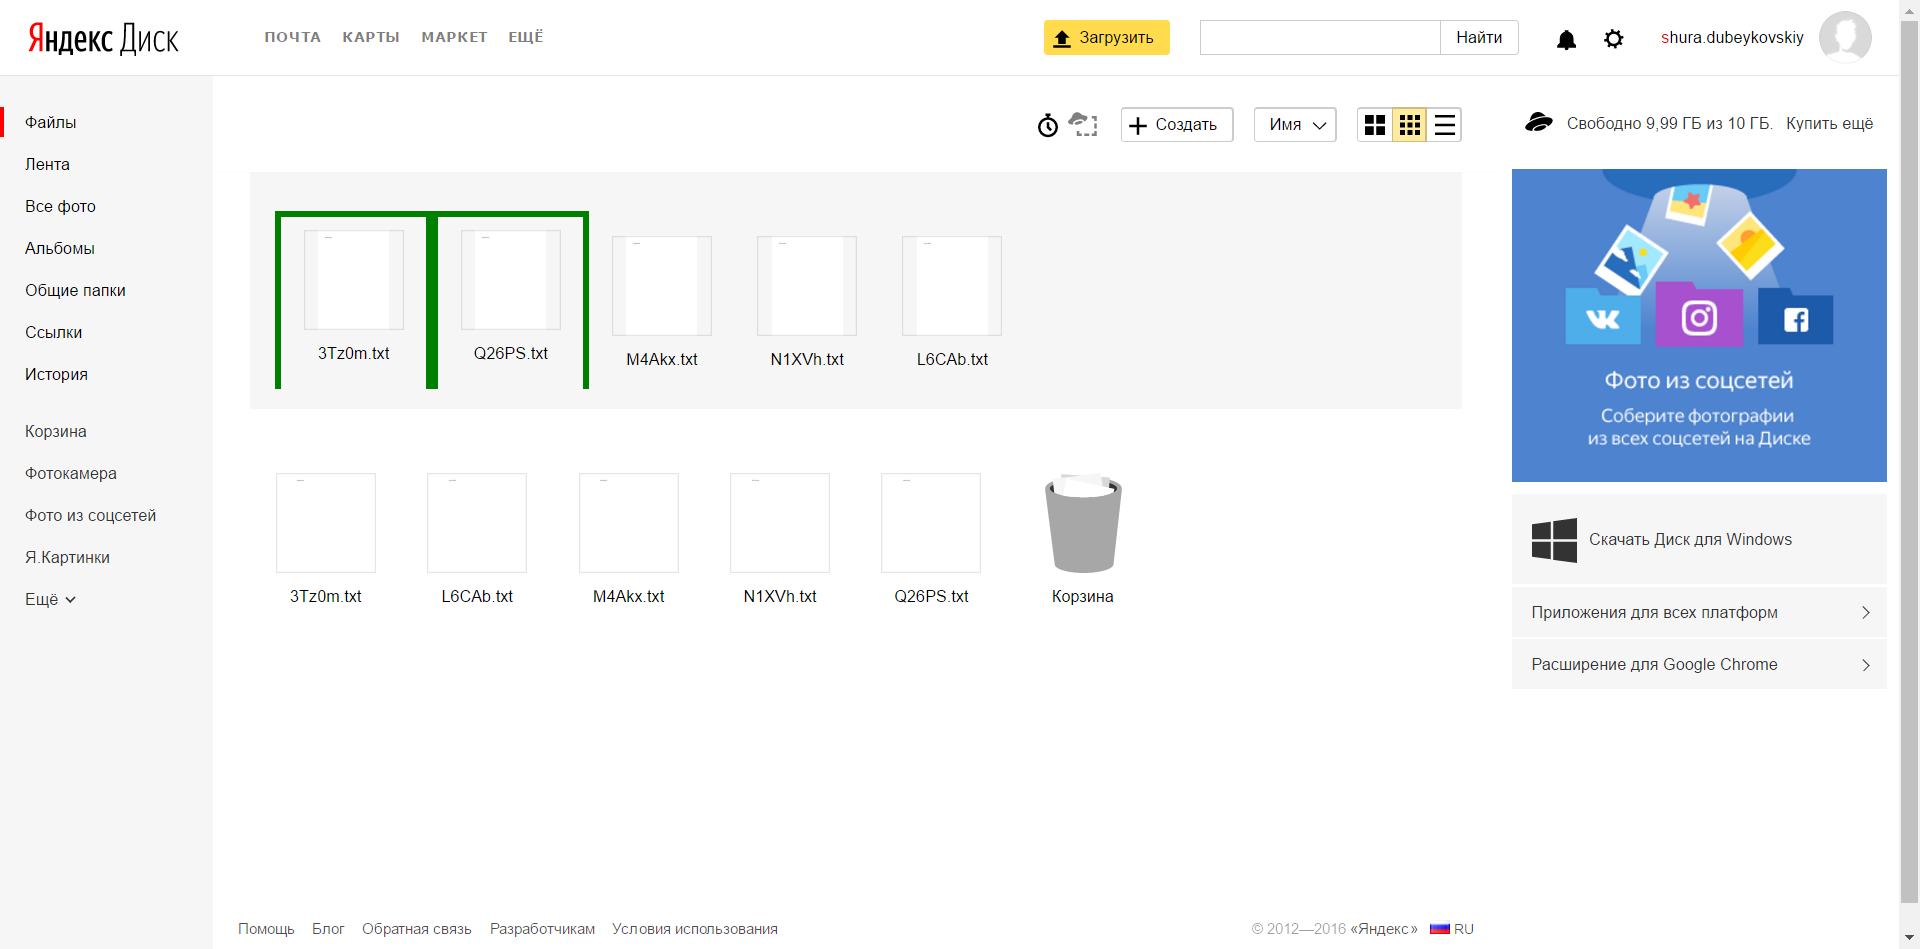 Яндекс Диск
ПОЧТА КАРТЫ МАРКЕТ ЕЩЁ
Загрузить
Найти
shura.dubeykovskiy
Файлы
Лента
Все фото
Альбомы
Общие папки
Ссылки
История
Корзина
Фотокамера
Фото из соцсетей
Я.Картинки
Ещё
Создать
Имя
Свободно 9,99 ГБ из 10 ГБ. Купить ещё
3Tz0m.txt
Q26PS.txt
M4Akx.txt
N1XVh.txt
L6CAb.txt
3Tz0m.txt
L6CAb.txt
M4Akx.txt
N1XVh.txt
Q26PS.txt
Корзина
Фото из соцсетей
Соберите фотографии
из всех соцсетей на Диске
Скачать Диск для Windows
Приложения для всех платформ
Расширение для Google Chrome
Помощь Блог Обратная связь Разработчикам Условия использования
© 2012—2016 «Яндекс» RU